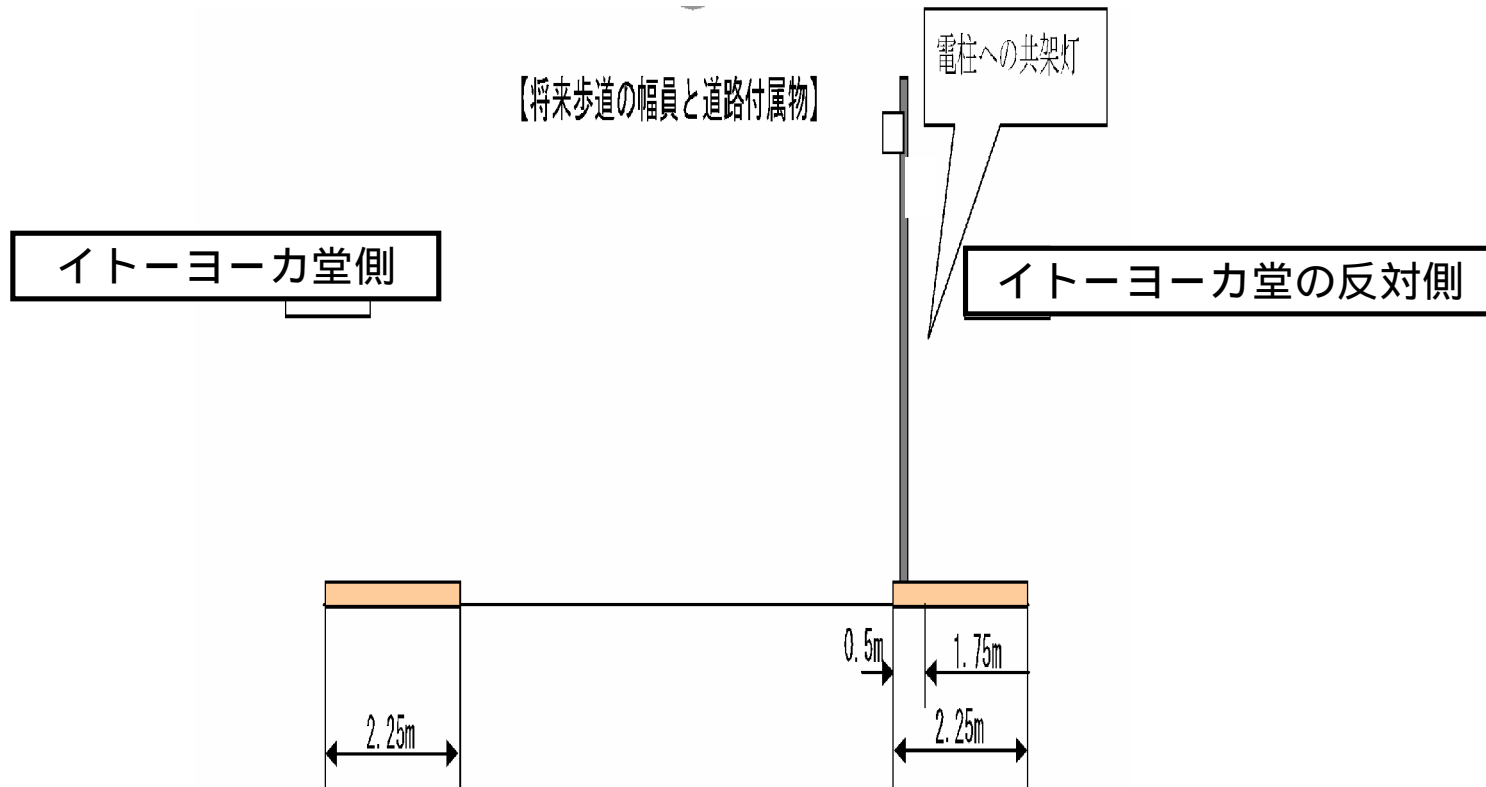 電柱への共架灯
【将来歩道の幅員と道路付属物】
イトーヨーカ堂側
イトーヨーカ堂の反対側
0.5m
1.75m
2.25m
2.25m